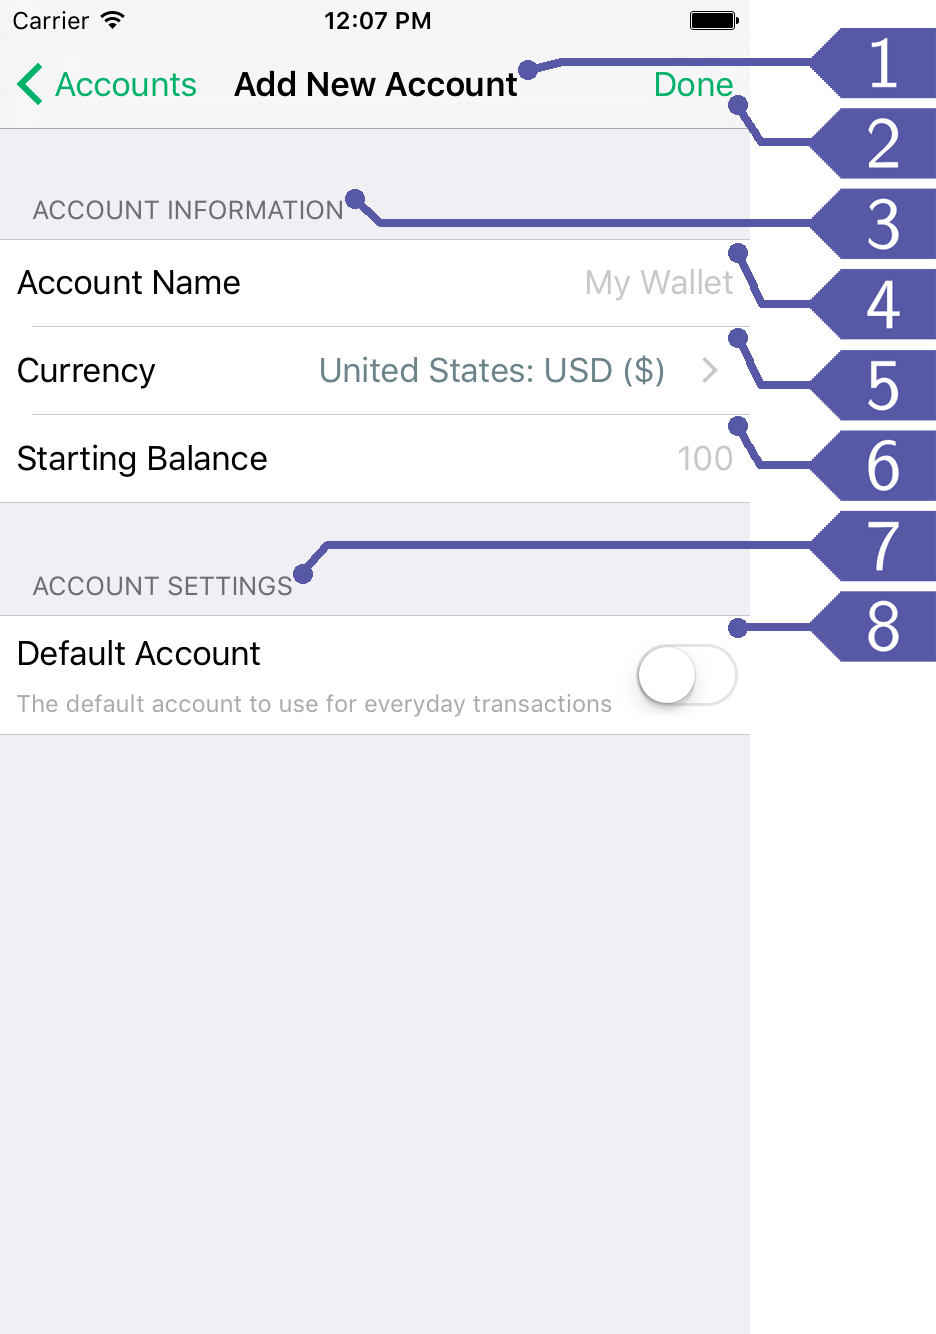 Carrier 12:07 PM
Accounts Add New Account Done
1
2
ACCOUNT INFORMATION
3
Account Name My Wallet
4
Currency United States: USD ($)
5
Starting Balance 100
6
7
ACCOUNT SETTINGS
8
Default Account
The default account to use for everyday transactions